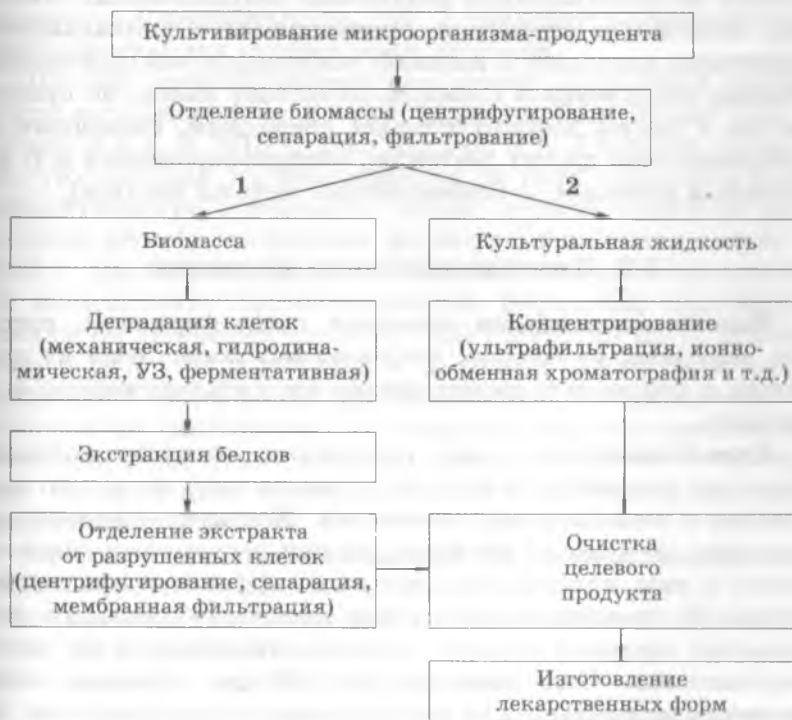 Культивирование микроорганизма-продуцента
Отделение биомассы (центрифугирование,
сепарация, фильтрование)
1
2
Биомасса
Культуральная жидкость
Деградация клеток
(механическая, гидродина-
мическая, УЗ, ферментативная)
Концентрирование
(ультрафильтрация, ионно-
обменная хроматография и т.д.)
Экстракция белков
Отделение экстракта
от разрушенных клеток
(центрифугирование, сепарация,
мембранная фильтрация)
Очистка
целевого
продукта
Изготовление
лекарственных форм